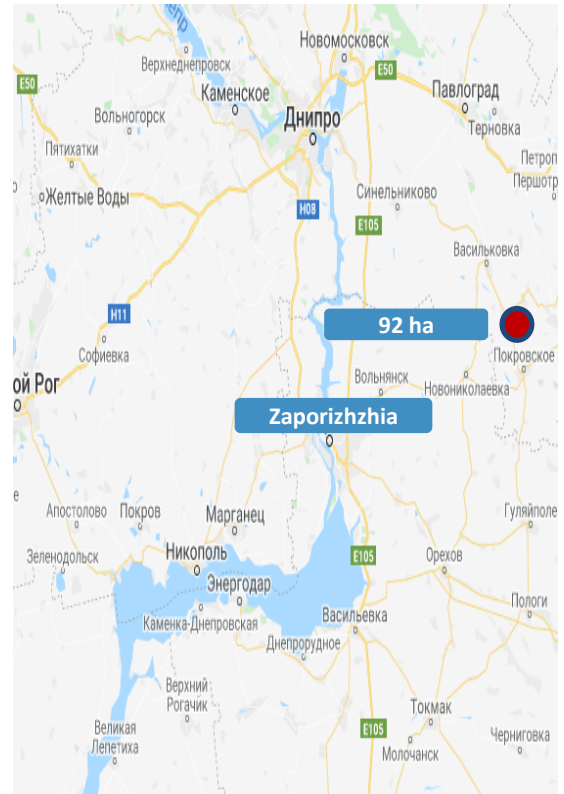 непр
Новомосковск
Верхнеднепровск
E50
E50
Каменское
Павлоград
Вольногорск
Днипро
Терновка
Пятихатки
Петроп
Першотр
Желтые Воды
Синельниково
H08
E105
Васильковка
H11
92 ha
Софиевка
Покровское
Вольнянск
Новониколаевка
ой Рог
Zaporizhzhia
е
Апостолово
Покров
Марганец
Гуляйполе
Зеленодольск
Никополь
E105
Орехов
Энергодар
Каменка-Днепровская
Васильевка
Пологи
Днепрорудное
Верхний
Рогачик
Токмак
Великая
Лепетиха
E105
Черниговка
Молочанск